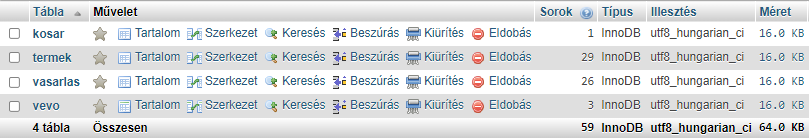 Tábla Művelet Sorok Típus Illesztés Méret
kosar Tartalom Szerkezet Keresés Beszúrás Kiürítés Eldobás 1 InnoDB utf8_hungarian_ci 16.0 KB
termek Tartalom Szerkezet Keresés Beszúrás Kiürítés Eldobás 29 InnoDB utf8_hungarian_ci 16.0 KB
vasarlas Tartalom Szerkezet Keresés Beszúrás Kiürítés Eldobás 26 InnoDB utf8_hungarian_ci 16.0 KB
vevo Tartalom Szerkezet Keresés Beszúrás Kiürítés Eldobás 3 InnoDB utf8_hungarian_ci 16.0 KB
4 tábla Összesen 59 InnoDB utf8_hungarian_ci 64.0 KB